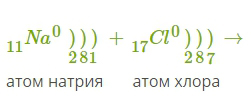 ₁₁Na⁰ ) ) ) + ₁₇Cl⁰ ) ) ) →
2 8 1 2 8 7
атом натрия атом хлора